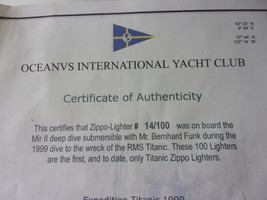 OCEANVS INTERNATIONAL YACHT CLUB
Certificate of Authenticity
This certifies that Zippo-Lighter # 14/100 was on board the
Mir II deep dive submersible with Mr. Bernhard Funk during
the 1999 dive to the wreck of the RMS Titanic. These 100 Lighters
are the first, and to date, only Titanic Zippo Lighters.
Expedition Titanic 1999